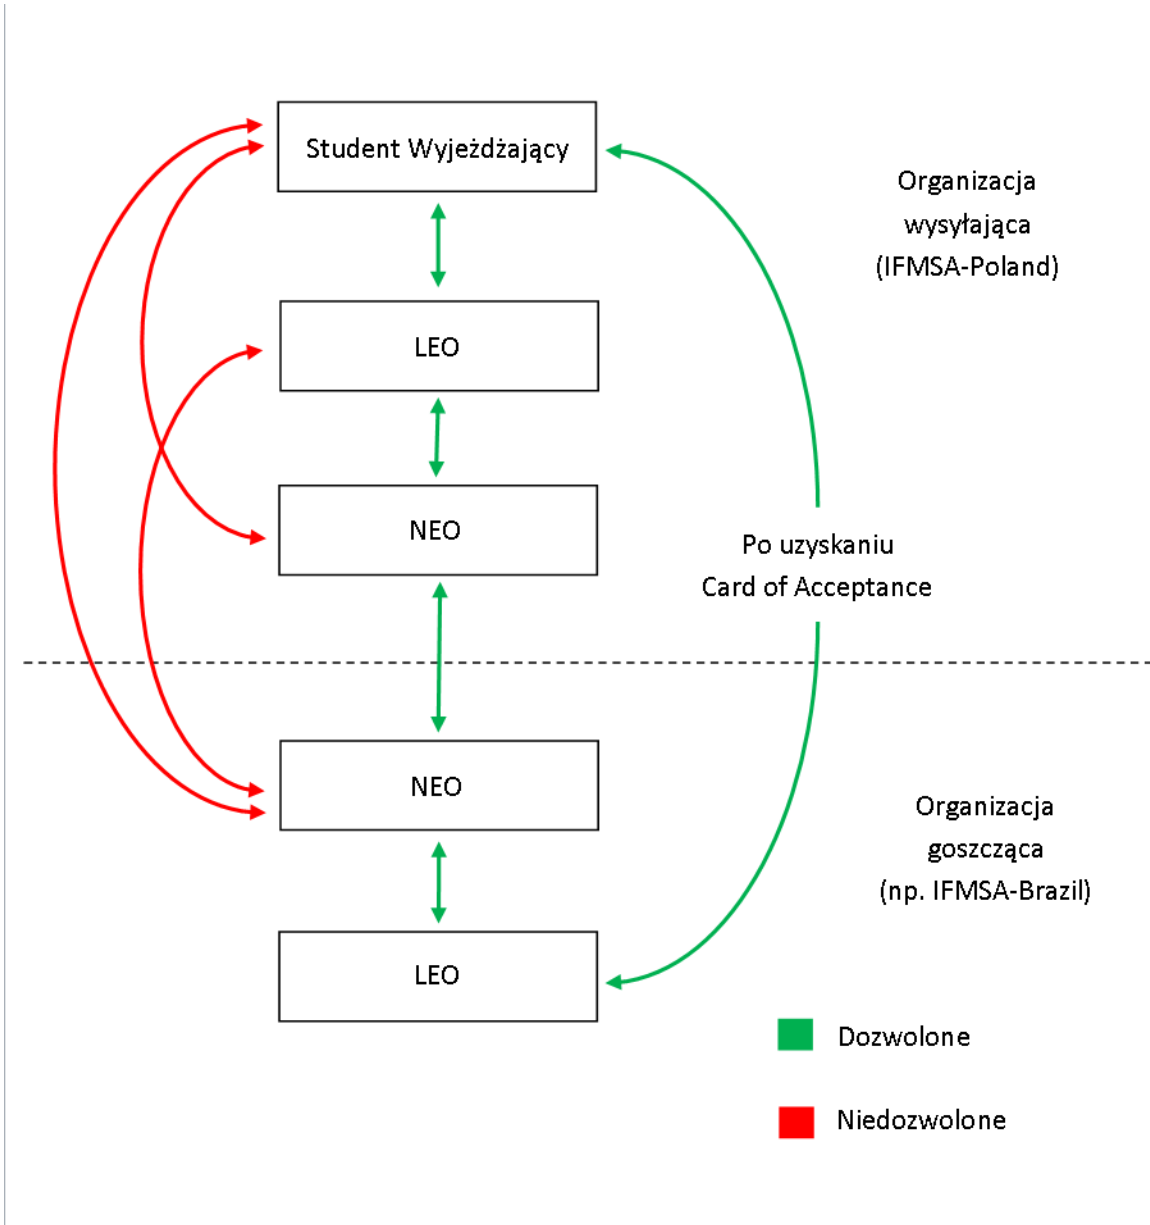 Student Wyjeżdżający
Organizacja
wysyłająca
(IFMSA-Poland)
LEO
NEO
Po uzyskaniu
Card of Acceptance
NEO
Organizacja
goszcząca
(np. IFMSA-Brazil)
LEO
Dozwolone
Niedozwolone